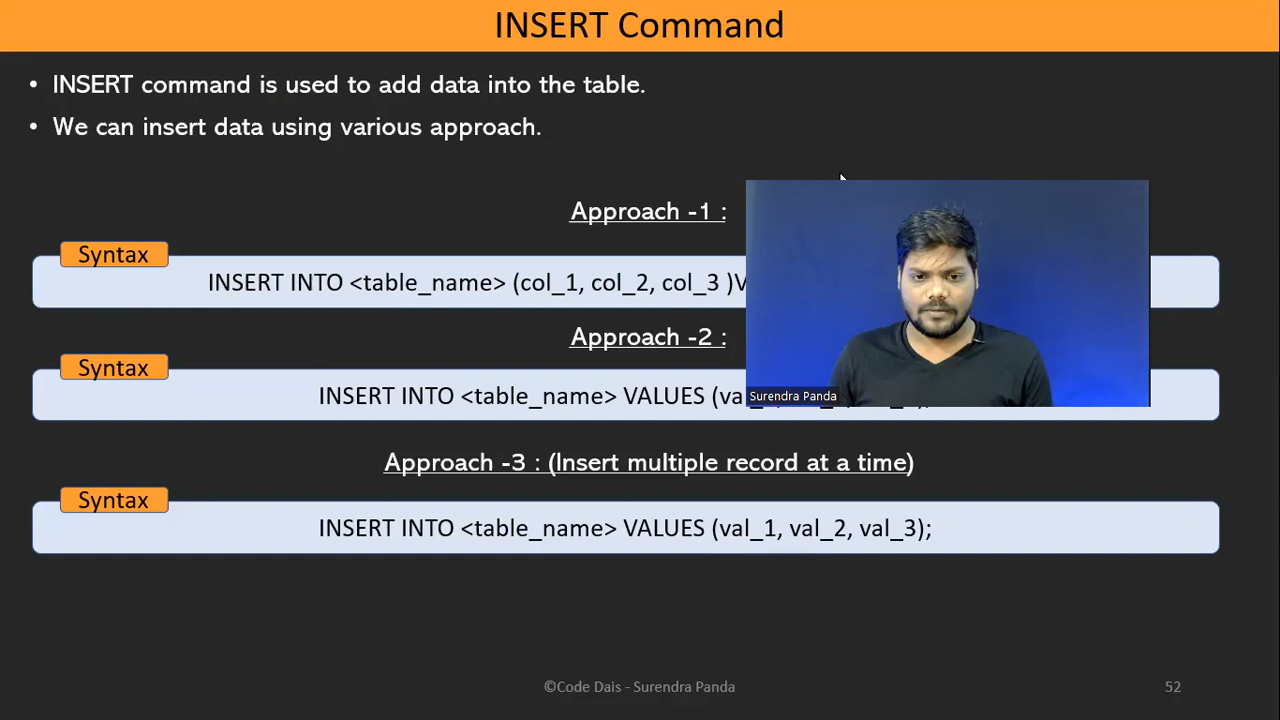 INSERT Command
• INSERT command is used to add data into the table.
• We can insert data using various approach.
Approach -1 :
Syntax
INSERT INTO <table_name> (col_1, col_2, col_3 )
Approach -2 :
Syntax
INSERT INTO <table_name> VALUES
Surendra Panda
Approach -3 : (Insert multiple record at a time)
Syntax
INSERT INTO <table_name> VALUES (val_1, val_2, val_3);
©Code Dais - Surendra Panda
52